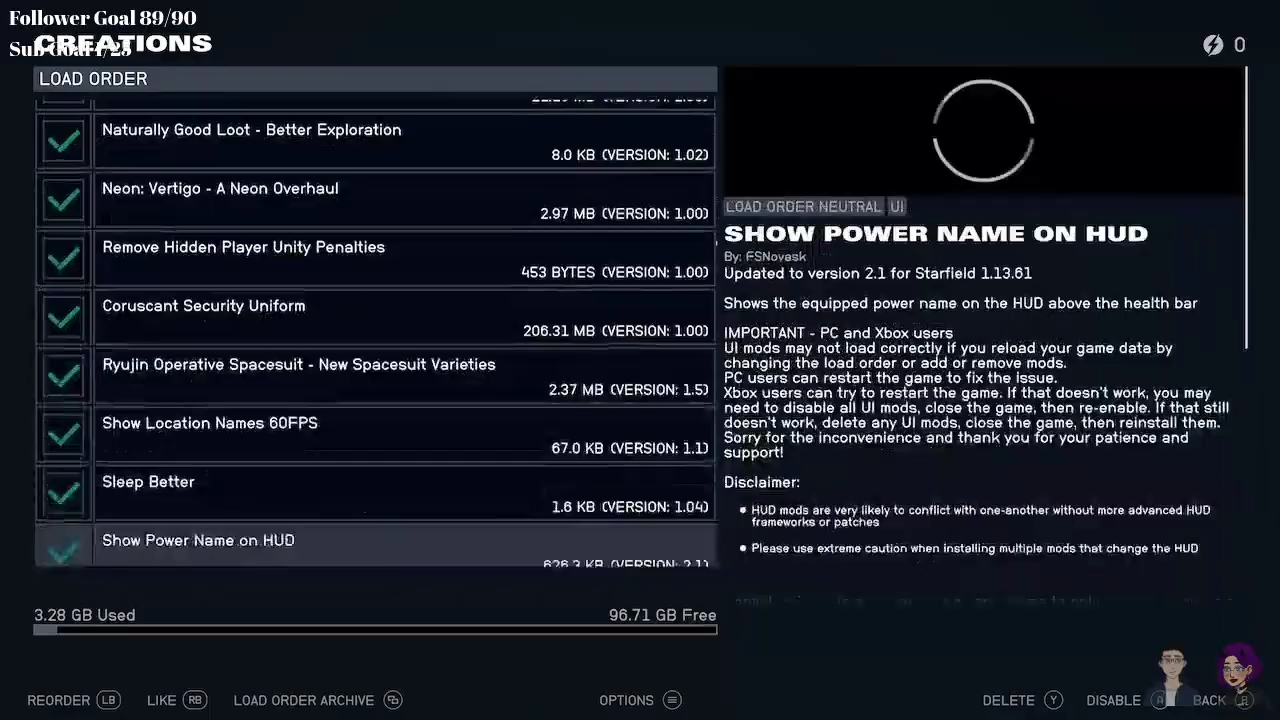 Follower Goal 89/90
CREATIONS
0
LOAD ORDER
Naturally Good Loot - Better Exploration
8.0 KB (VERSION: 1.02)
Neon: Vertigo - A Neon Overhaul
2.97 MB (VERSION: 1.00)
Remove Hidden Player Unity Penalties
453 BYTES (VERSION: 1.00)
Coruscant Security Uniform
206.31 MB (VERSION: 1.00)
Ryujin Operative Spacesuit - New Spacesuit Varieties
2.37 MB (VERSION: 1.5)
Show Location Names 60FPS
67.0 KB (VERSION: 1.1)
Sleep Better
1.6 KB (VERSION: 1.04)
Show Power Name on HUD
626.3 KB (VERSION: 2.1)
3.28 GB Used
96.71 GB Free
LOAD ORDER NEUTRAL UI
SHOW POWER NAME ON HUD
By: FSNovask
Updated to version 2.1 for Starfield 1.13.61
Shows the equipped power name on the HUD above the health bar
IMPORTANT - PC and Xbox users
UI mods may not load correctly if you reload your game data by
changing the load order or add or remove mods.
PC users can restart the game to fix the issue.
Xbox users can try to restart the game. If that doesn't work, you may
need to disable all UI mods, close the game, then re-enable. If that still
doesn't work, delete any UI mods, close the game, then reinstall them.
Sorry for the inconvenience and thank you for your patience and
support!
Disclaimer:
HUD mods are very likely to conflict with one-another without more advanced HUD
frameworks or patches
Please use extreme caution when installing multiple mods that change the HUD
REORDER LB LIKE RB LOAD ORDER ARCHIVE OPTIONS DELETE Y DISABLE A BACK